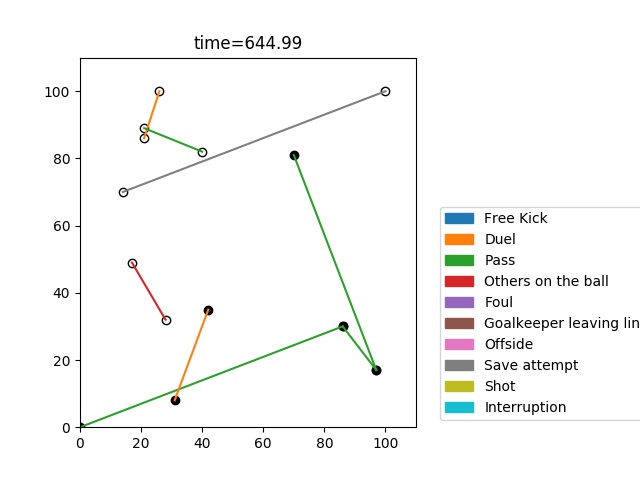 time=644.99
100
80
60
40
20
0
0 20 40 60 80 100
Free Kick
Duel
Pass
Others on the ball
Foul
Goalkeeper leaving lin
Offside
Save attempt
Shot
Interruption